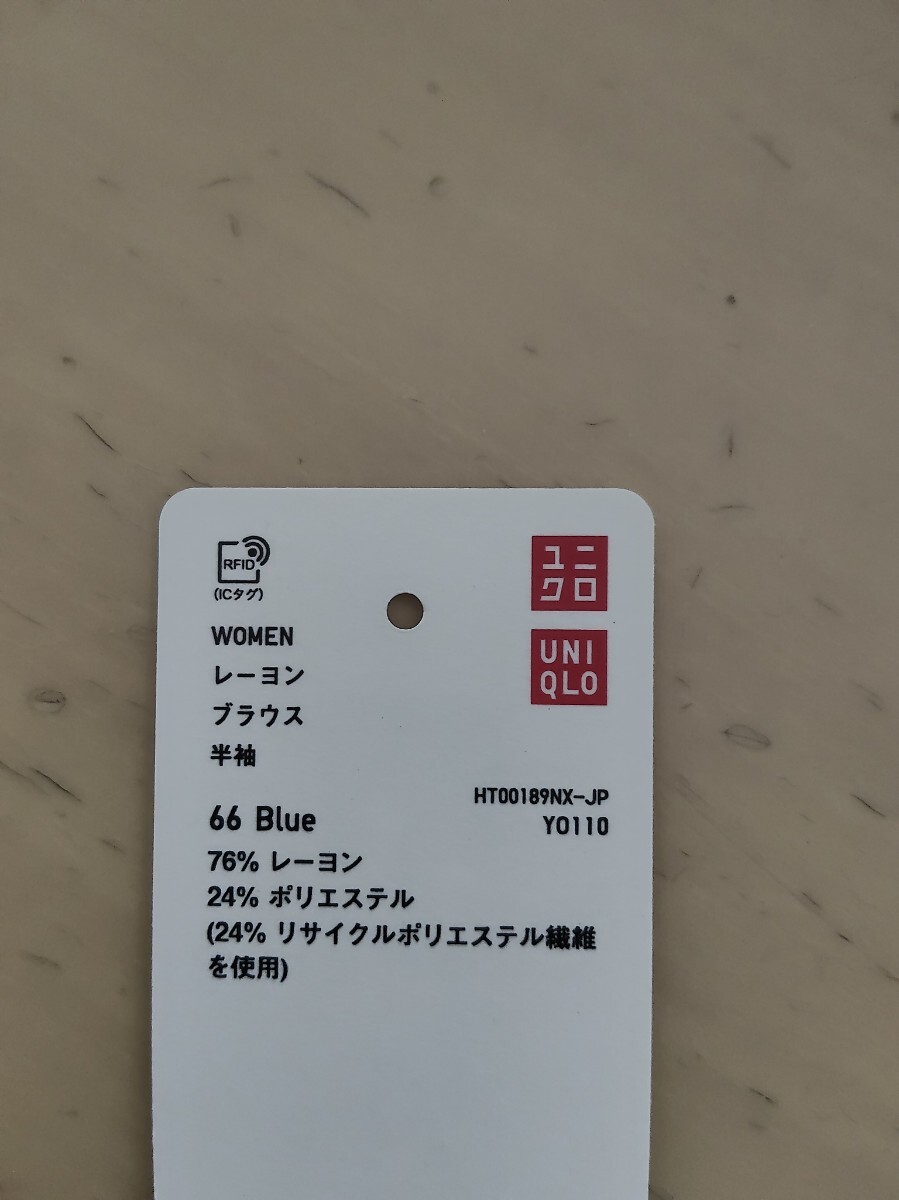 RFID
(ICタグ)
ユニ
クロ
UNI
QLO
WOMEN
レーヨン
ブラウス
半袖
HT00189NX-JP
Y0110
66 Blue
76% レーヨン
24% ポリエステル
(24% リサイクルポリエステル繊維
を使用)